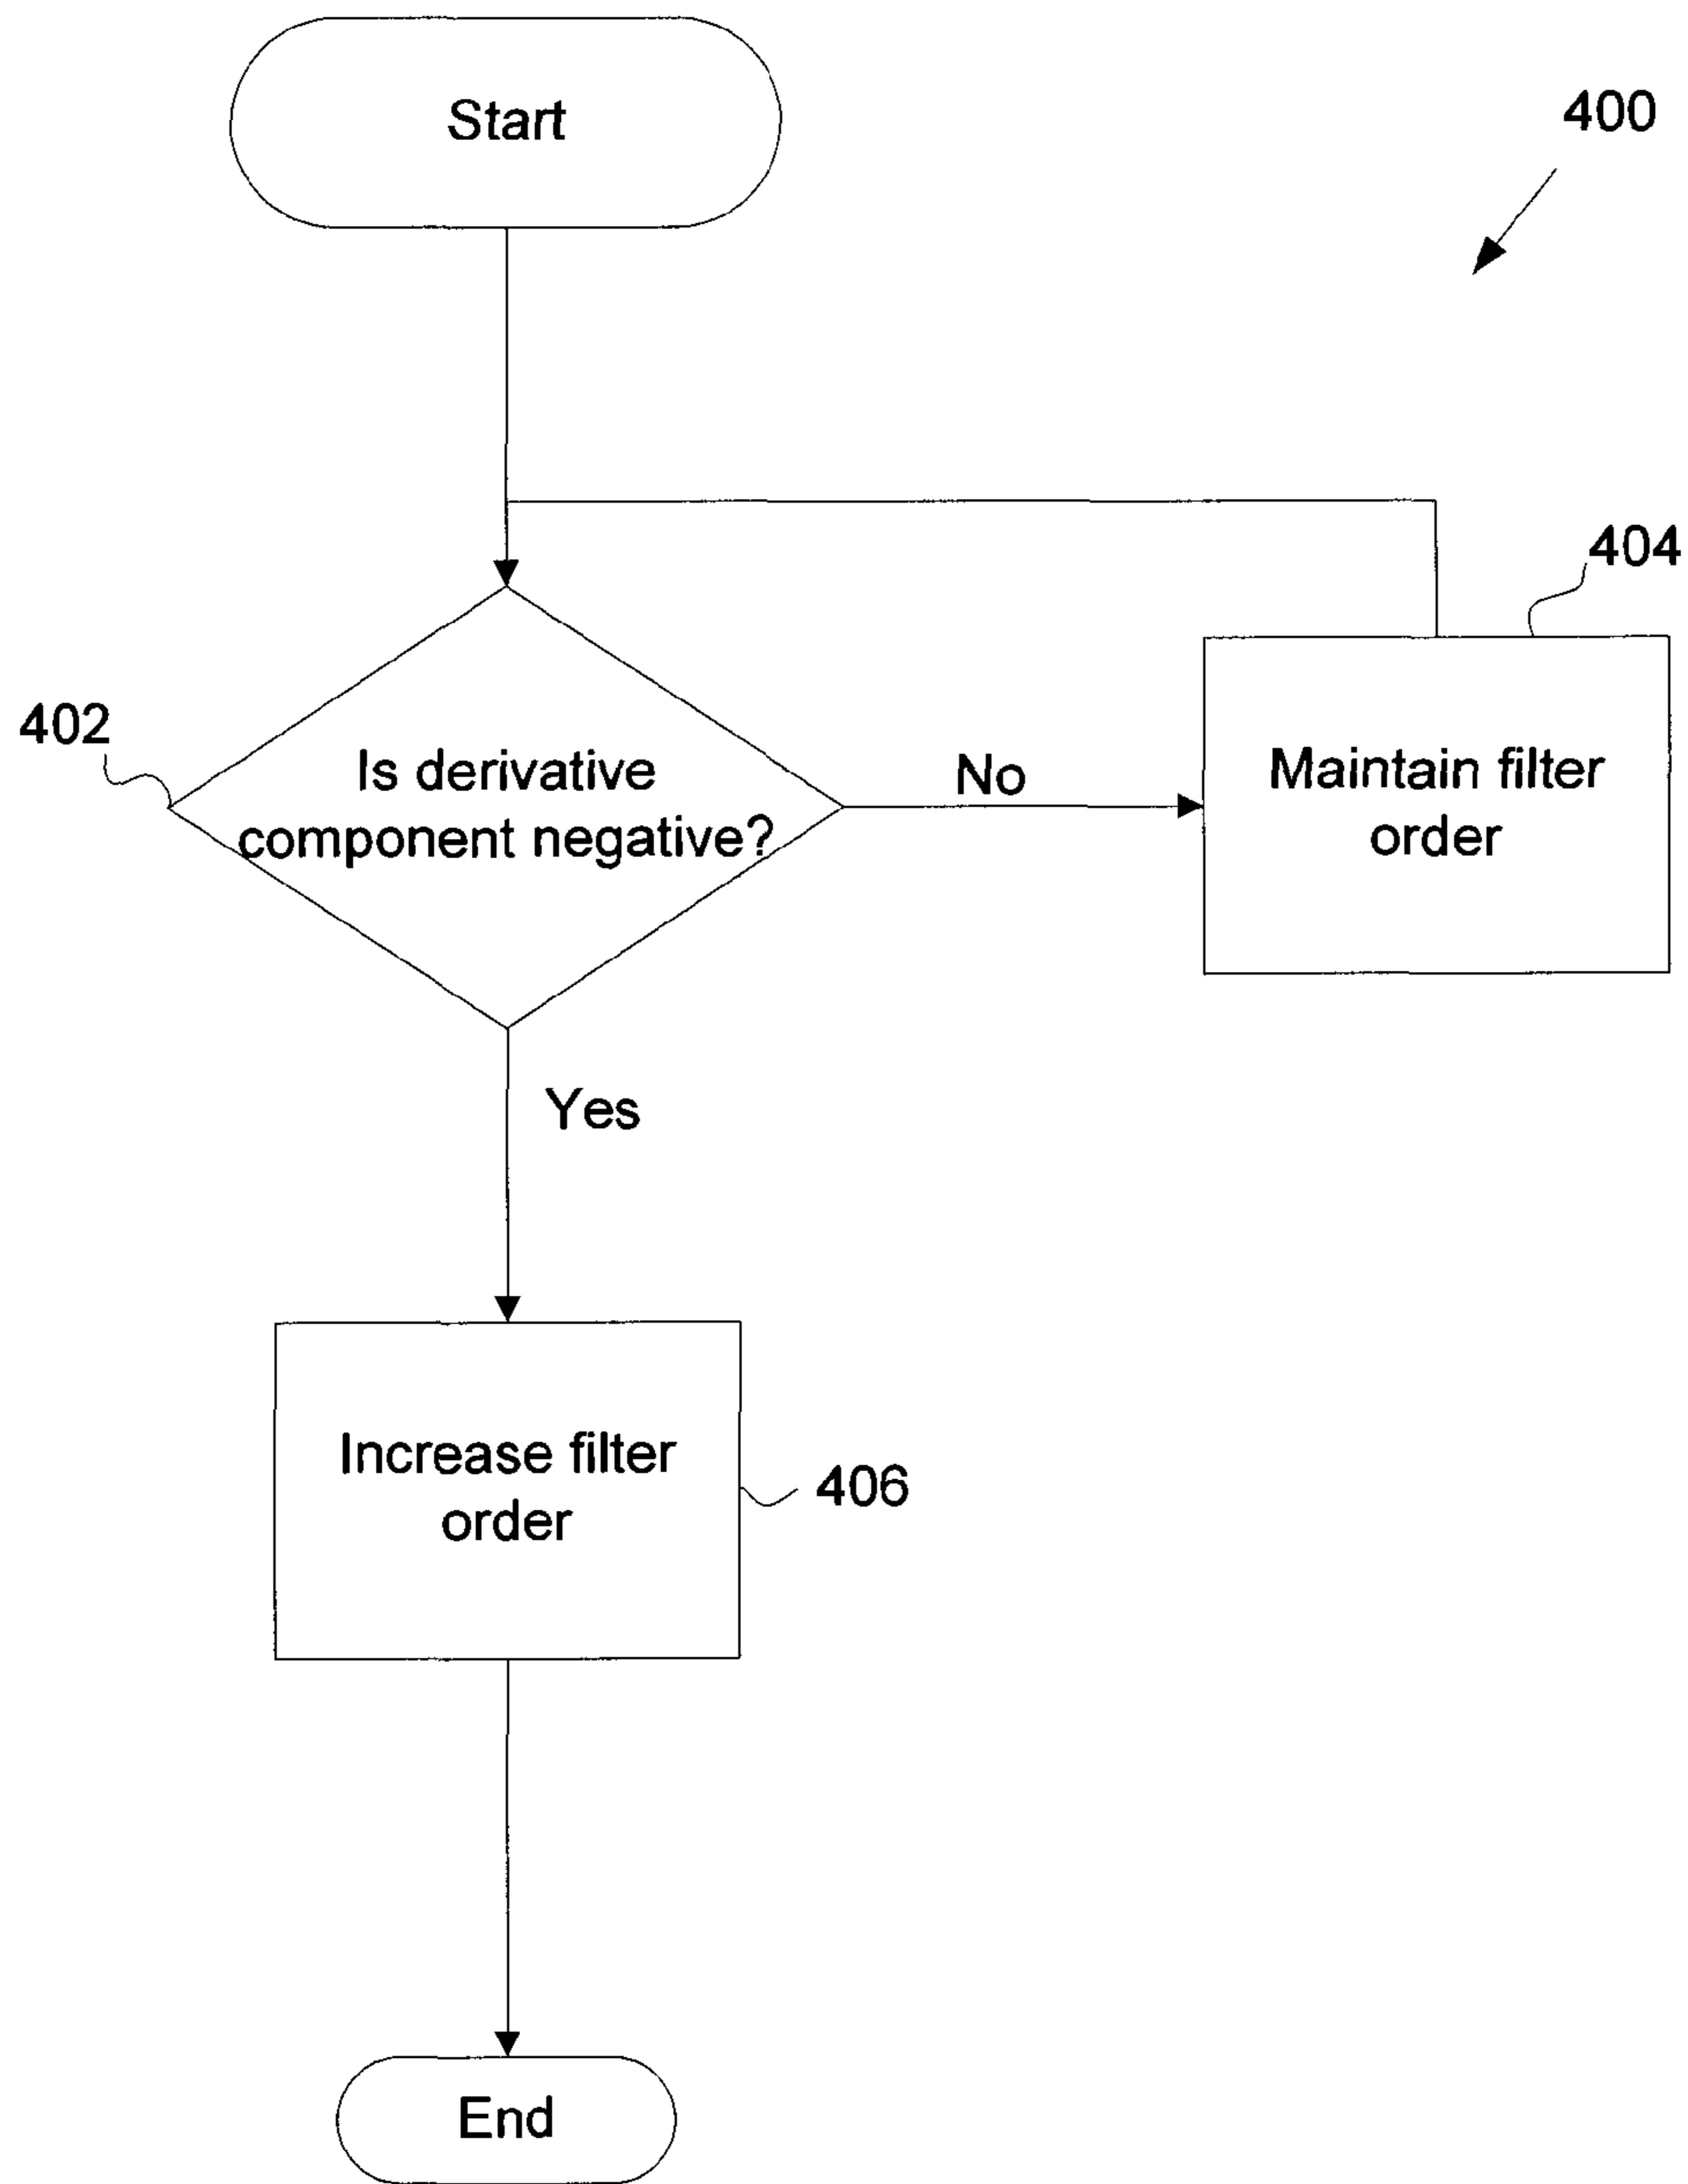 Start
400
404
402
Is derivative
component negative?
No
Maintain filter
order
Yes
Increase filter
order
406
End